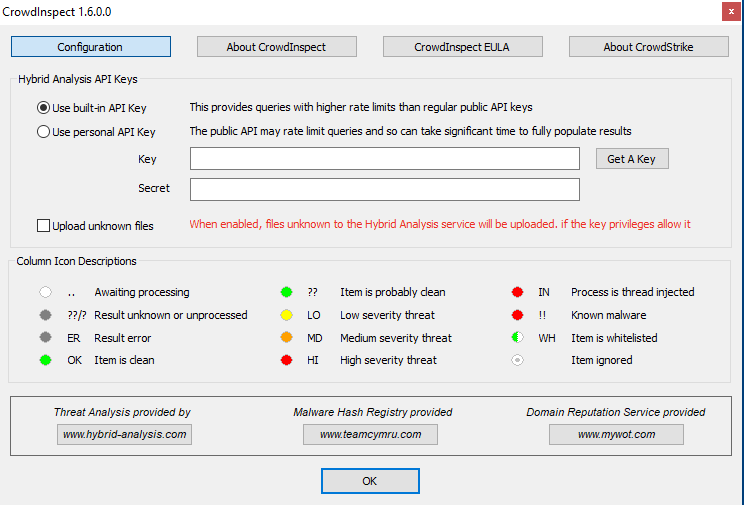 CrowdInspect 1.6.0.0
x
Configuration About CrowdInspect CrowdInspect EULA About CrowdStrike
Hybrid Analysis API Keys
Use built-in API Key This provides queries with higher rate limits than regular public API keys
Use personal API Key The public API may rate limit queries and so can take significant time to fully populate results
Key Get A Key
Secret
Upload unknown files When enabled, files unknown to the Hybrid Analysis service will be uploaded. if the key privileges allow it
Column Icon Descriptions
.. Awaiting processing ?? Item is probably clean IN Process is thread injected
??/? Result unknown or unprocessed LO Low severity threat !! Known malware
ER Result error MD Medium severity threat WH Item is whitelisted
OK Item is clean HI High severity threat Item ignored
Threat Analysis provided by Malware Hash Registry provided Domain Reputation Service provided
www.hybrid-analysis.com www.teamcymru.com www.mywot.com
OK